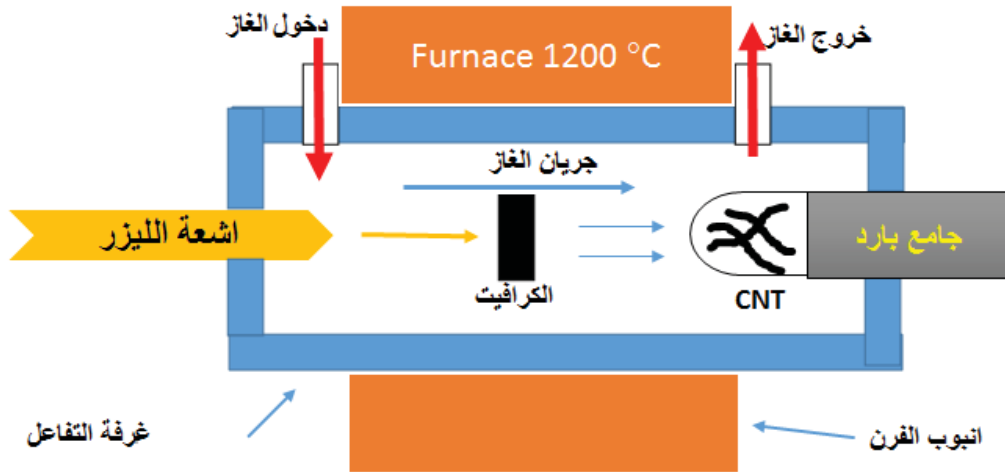 دخول الغاز
Furnace 1200 °C
خروج الغاز
جريان الغاز
اشعة الليزر
الكرافيت
CNT
جامع بارد
غرفة التفاعل
انبوب الفرن